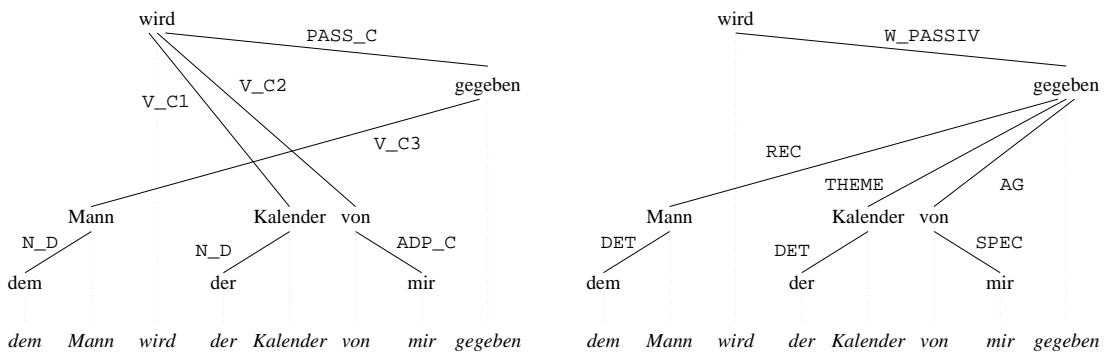 wird wird
PASS_C W_PASSIV
V_C2 gegeben gegeben
V_C1
V_C3
REC
THEME AG
Mann Kalender von Mann Kalender von
N_D N_D ADP_C DET DET SPEC
dem der mir dem der mir
dem Mann wird der Kalender von mir gegeben dem Mann wird der Kalender von mir gegeben